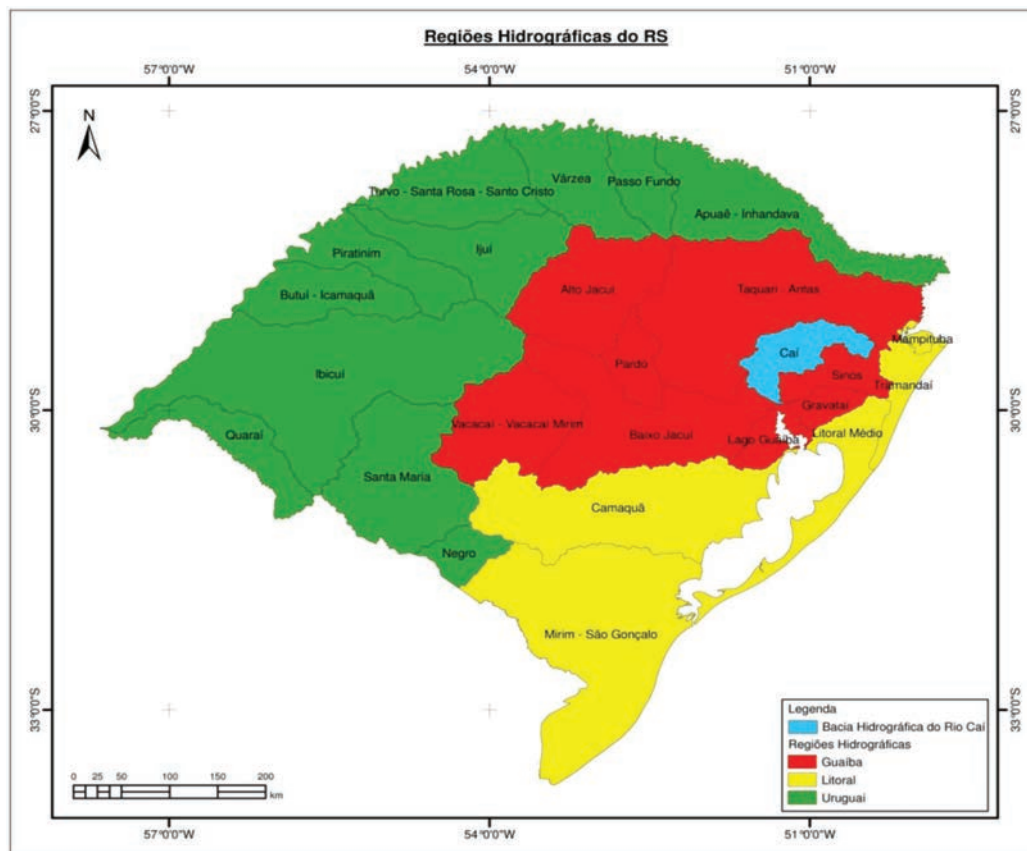 Regiões Hidrográficas do RS
57°0'0"W
54°0'0"W
51°0'0"W
27°0'0"S
27°0'0"S
N
Turvo - Santa Rosa - Santo Cristo
Várzea
Passo Fundo
Apuaê - Inhandava
Ijuí
Piratinim
Butuí - Icamaquã
Alto Jacuí
Taquari - Antas
Mampituba
Caí
Ibicuí
Pardo
Sinos
Tramandaí
30°0'0"S
30°0'0"S
Quaraí
Vacacaí - Vacacaí Mirim
Baixo Jacuí
Gravataí
Lago Guaíba
Litoral Médio
Santa Maria
Camaquã
Negro
Mirim - São Gonçalo
33°0'0"S
33°0'0"S
Legenda
Bacia Hidrográfica do Rio Caí
Regiões Hidrográficas
Guaíba
Litoral
Uruguai
0 25 50 100 150 200
km
57°0'0"W
54°0'0"W
51°0'0"W